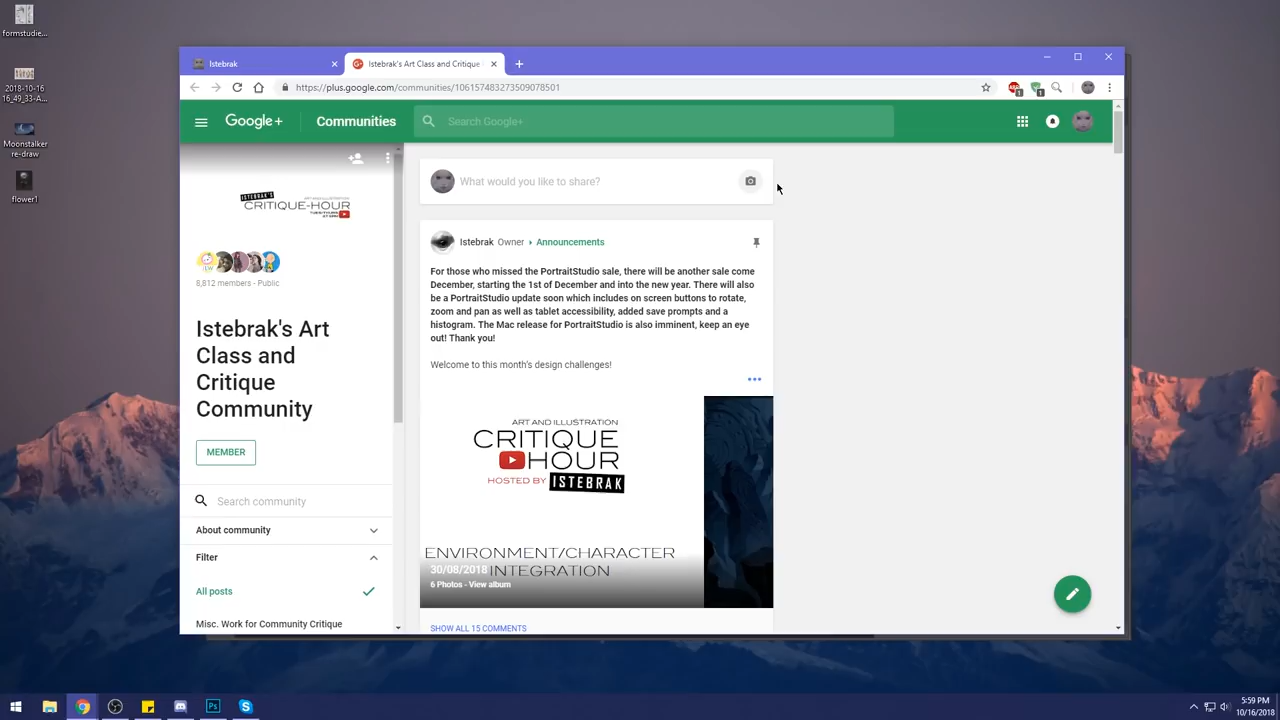 formstudie...
2018-10-16
16_49_33-A...
Moonstalker
re-draw
flower1
Istebrak
Istebrak's Art Class and Critique
https://plus.google.com/communities/106157483273509078501
1
1
Google+
Communities
Search Google+
ISTEBRAK'S
ART AND ILLUSTRATION
CRITIQUE-HOUR
8,812 members - Public
Istebrak's Art
Class and
Critique
Community
MEMBER
Search community
About community
Filter
All posts
Misc. Work for Community Critique
What would you like to share?
Istebrak Owner Announcements
For those who missed the PortraitStudio sale, there will be another sale come
December, starting the 1st of December and into the new year. There will also
be a PortraitStudio update soon which includes on screen buttons to rotate,
zoom and pan as well as tablet accessibility, added save prompts and a
histogram. The Mac release for PortraitStudio is also imminent, keep an eye
out! Thank you!
Welcome to this month's design challenges!
ART AND ILLUSTRATION
CRITIQUE
HOUR
HOSTED BY ISTEBRAK
ENVIRONMENT/CHARACTER
INTEGRATION
30/08/2018
6 Photos - View album
SHOW ALL 15 COMMENTS
Ps
5:59 PM
10/16/2018